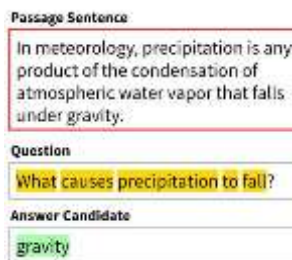 Passage Sentence
In meteorology, precipitation is any
product of the condensation of
atmospheric water vapor that falls
under gravity.
Question
What causes precipitation to fall?
Answer Candidate
gravity